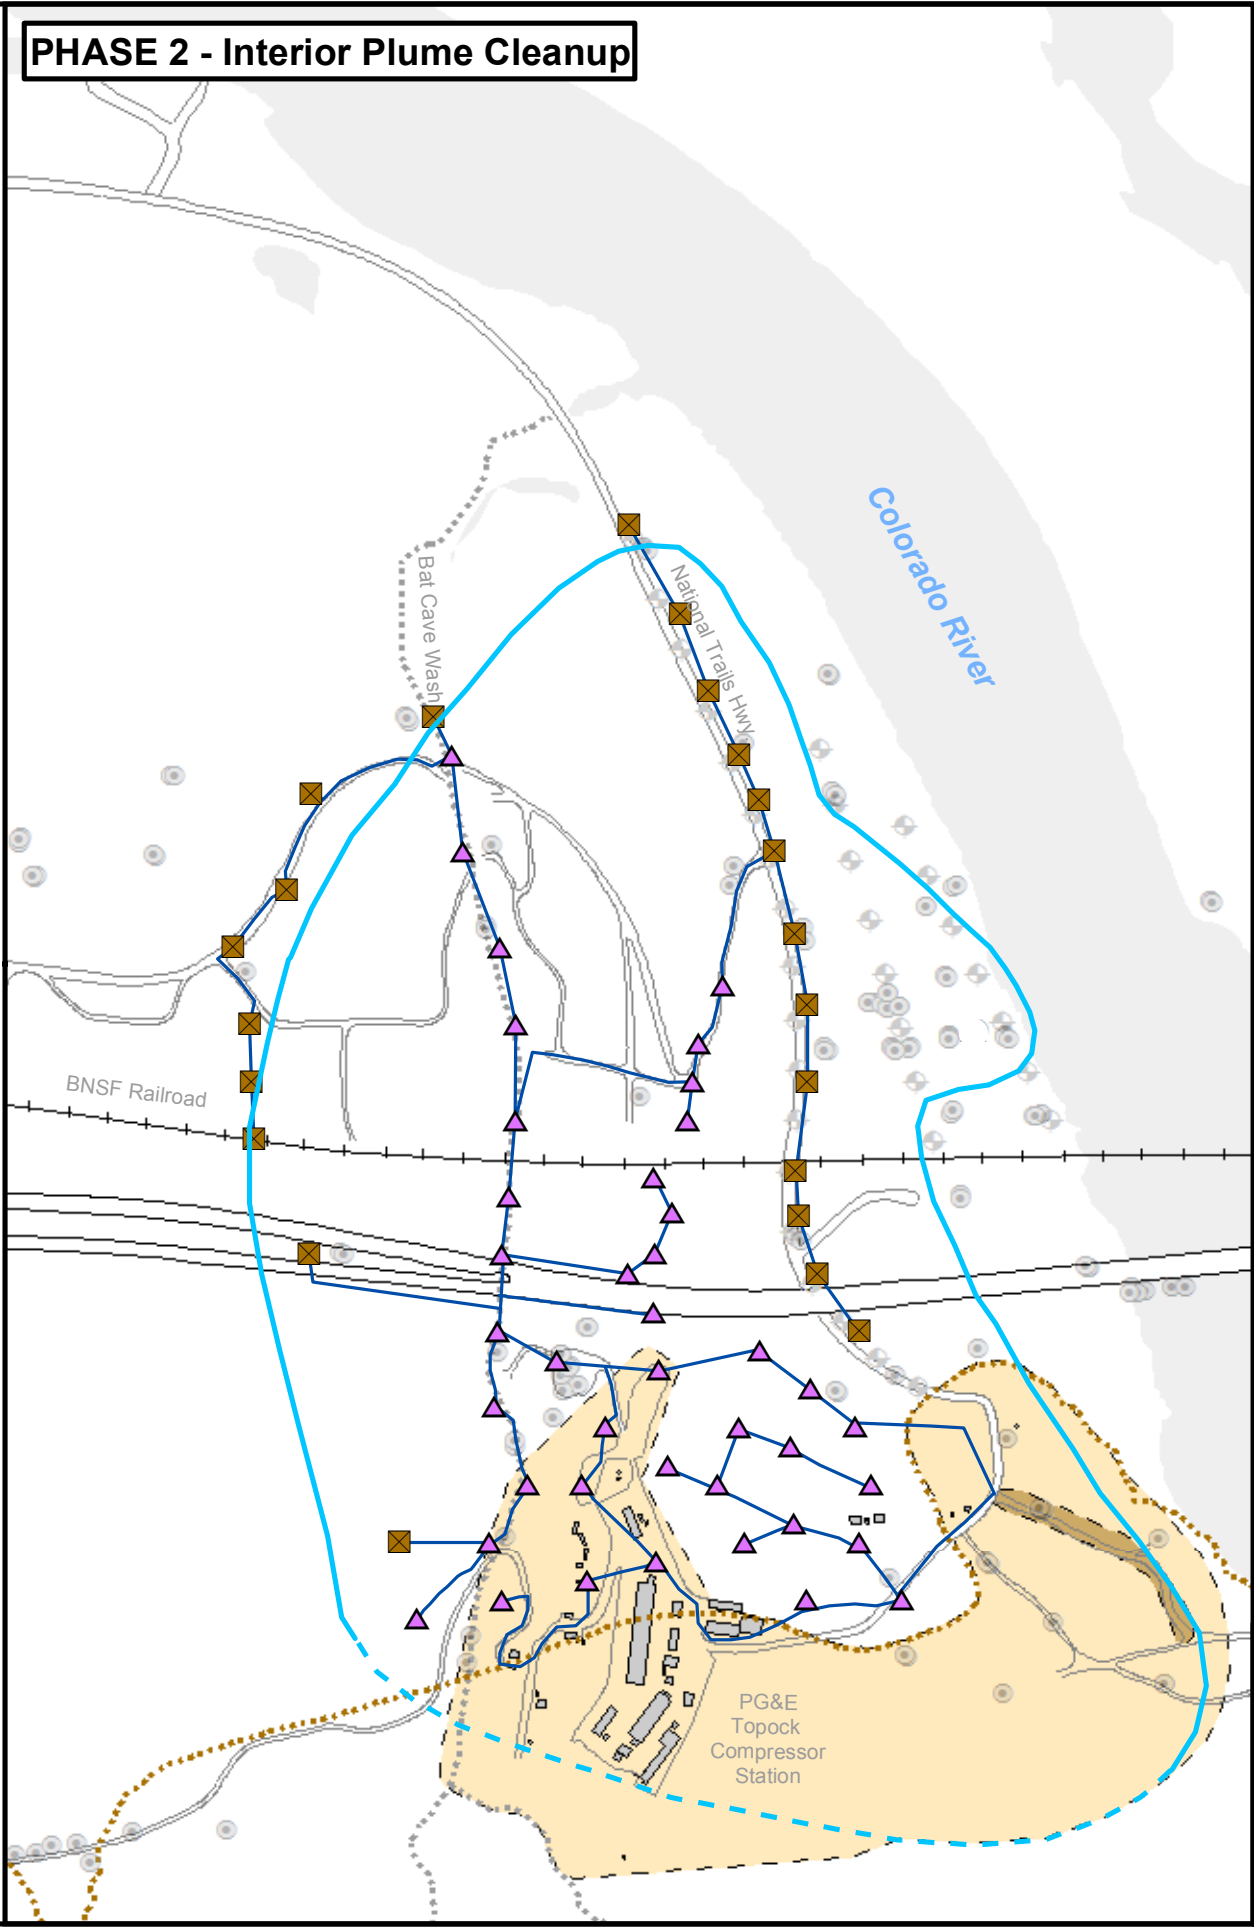 PHASE 2 - Interior Plume Cleanup
Colorado River
Bat Cave Wash
National Trails Hwy
BNSF Railroad
PG&E
Topock
Compressor
Station